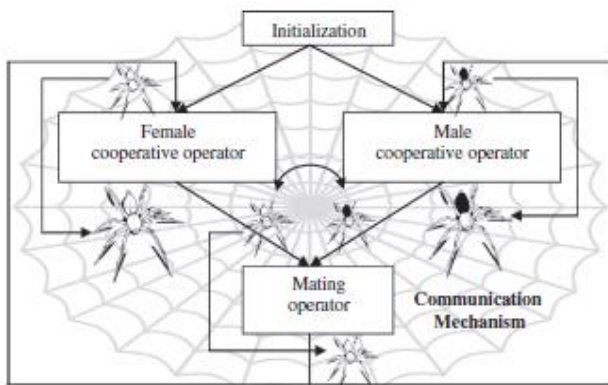 Initialization
Female
cooperative operator
Male
cooperative operator
Mating
operator
Communication
Mechanism